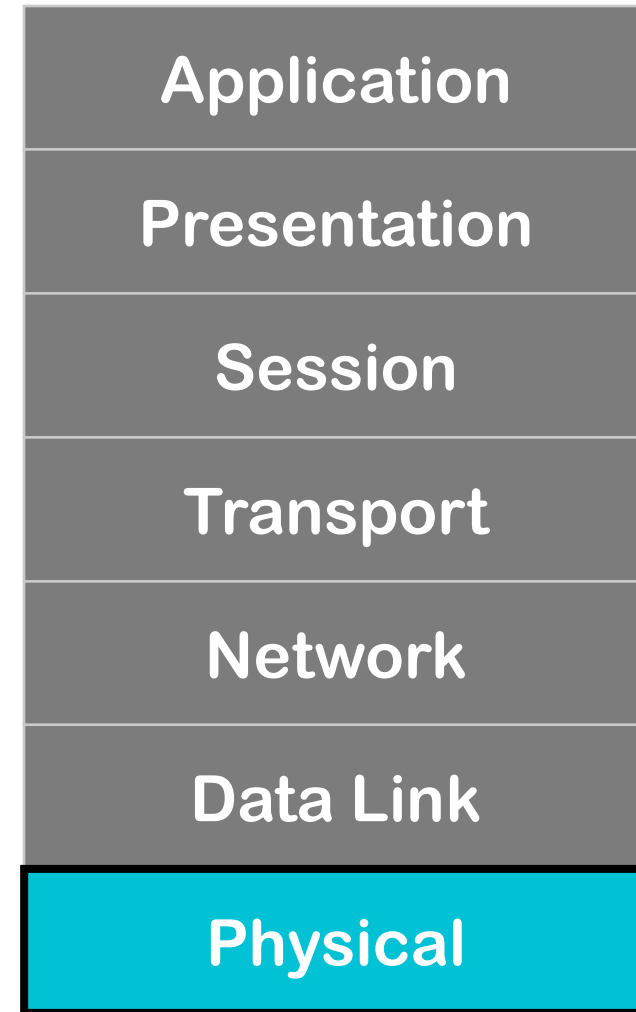 Application
Presentation
Session
Transport
Network
Data Link
Physical